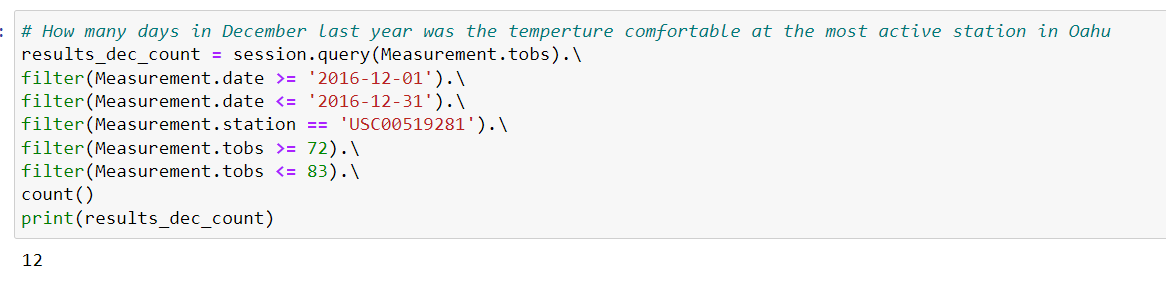 :
# How many days in December last year was the temperture comfortable at the most active station in Oahu
results_dec_count = session.query(Measurement.tobs).\
filter(Measurement.date >= '2016-12-01').\
filter(Measurement.date <= '2016-12-31').\
filter(Measurement.station == 'USC00519281').\
filter(Measurement.tobs >= 72).\
filter(Measurement.tobs <= 83).\
count()
print(results_dec_count)
12